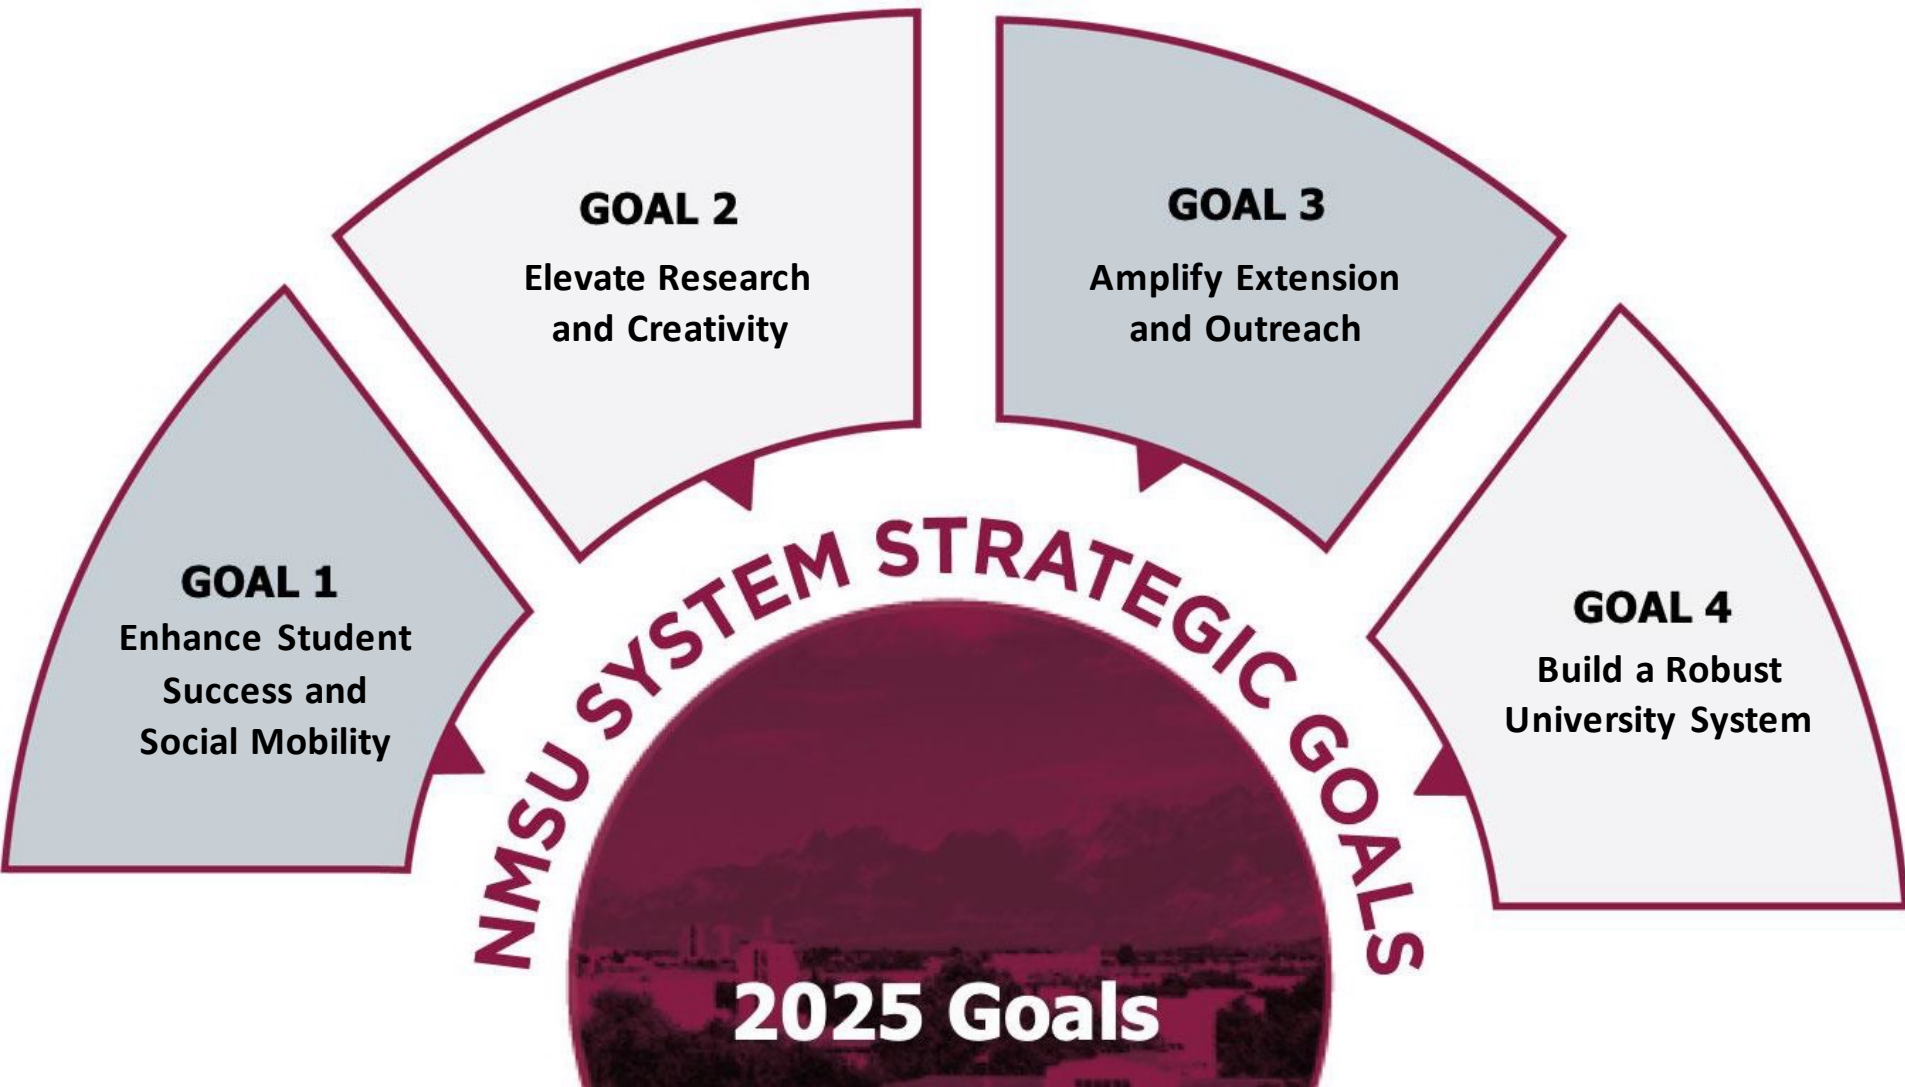 GOAL 1
Enhance Student
Success and
Social Mobility
GOAL 2
Elevate Research
and Creativity
GOAL 3
Amplify Extension
and Outreach
GOAL 4
Build a Robust
University System
NMSU SYSTEM STRATEGIC GOALS
2025 Goals